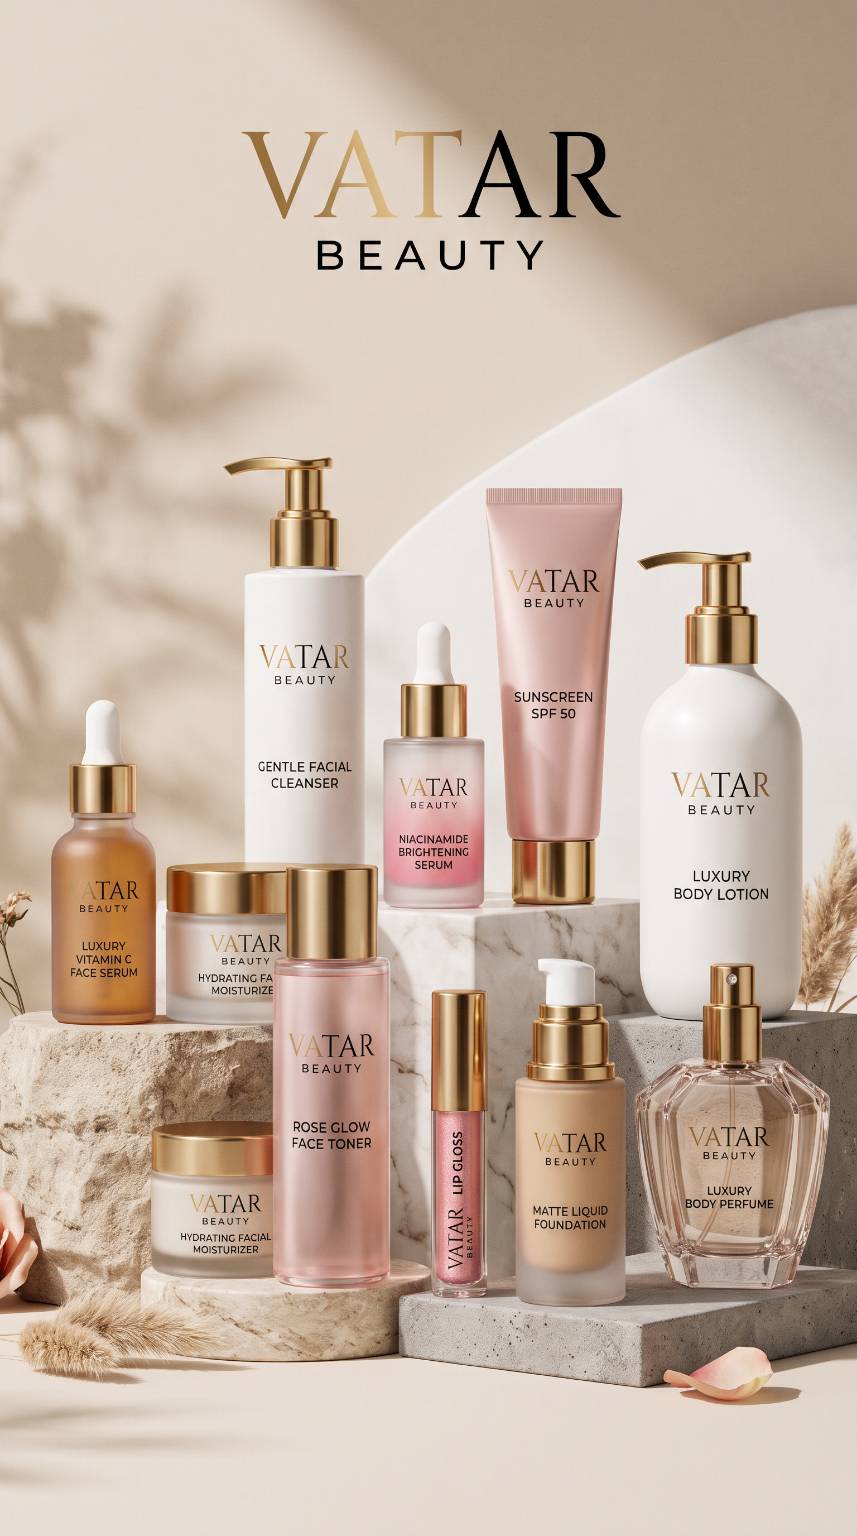 VATAR
BEAUTY
VATAR
BEAUTY
GENTLE FACIAL
CLEANSER
VATAR
BEAUTY
SUNSCREEN
SPF 50
VATAR
BEAUTY
NIACINAMIDE
BRIGHTENING
SERUM
VATAR
BEAUTY
LUXURY
BODY LOTION
VATAR
BEAUTY
LUXURY
VITAMIN C
FACE SERUM
VATAR
BEAUTY
HYDRATING FA
MOISTURIZE
VATAR
BEAUTY
ROSE GLOW
FACE TONER
VATAR
BEAUTY
LIP GLOSS
VATAR
BEAUTY
MATTE LIQUID
FOUNDATION
VATAR
BEAUTY
LUXURY
BODY PERFUME
VATAR
BEAUTY
HYDRATING FACIAL
MOISTURIZER